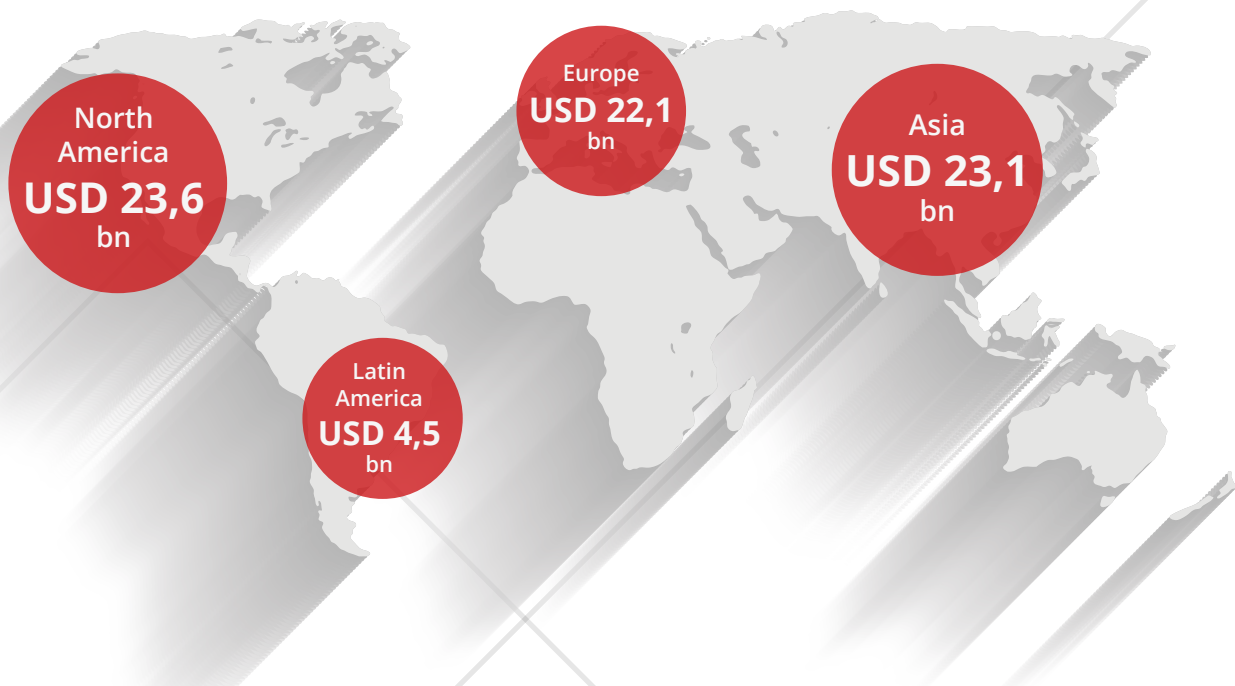 North
America
USD 23,6
bn
Europe
USD 22,1
bn
Asia
USD 23,1
bn
Latin
America
USD 4,5
bn